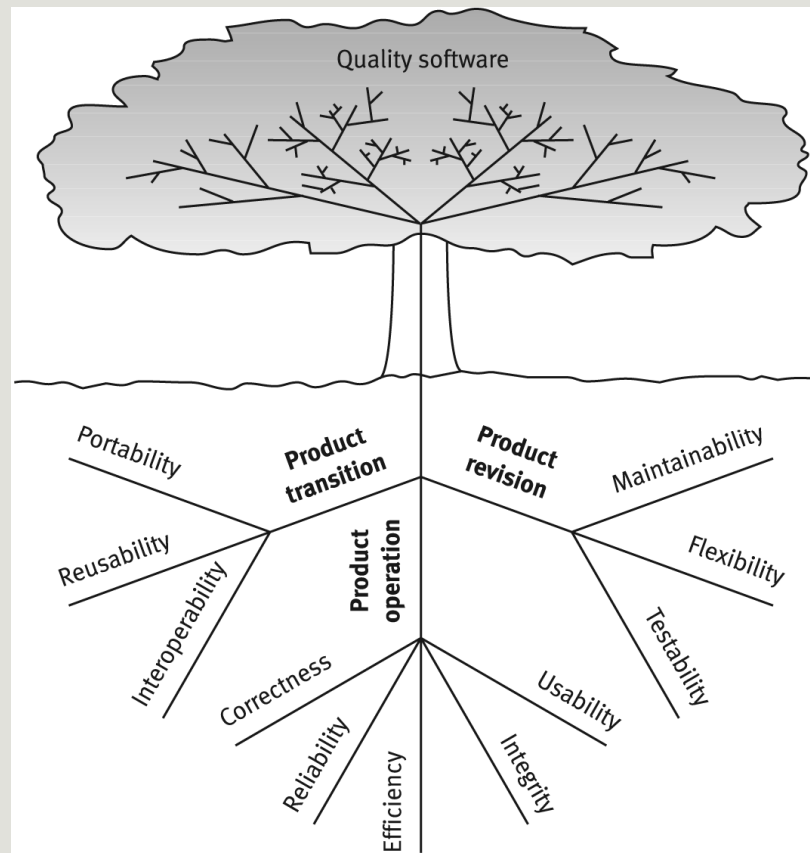 Quality software
Product
transition
Product
revision
Product
operation
Portability
Reusability
Interoperability
Maintainability
Flexibility
Testability
Correctness
Reliability
Efficiency
Integrity
Usability